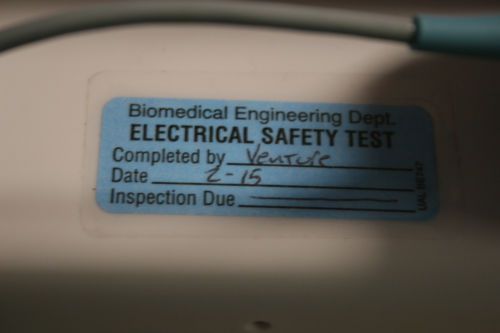 Biomedical Engineering Dept.
ELECTRICAL SAFETY TEST
Completed by Venture
Date 2-15
Inspection Due